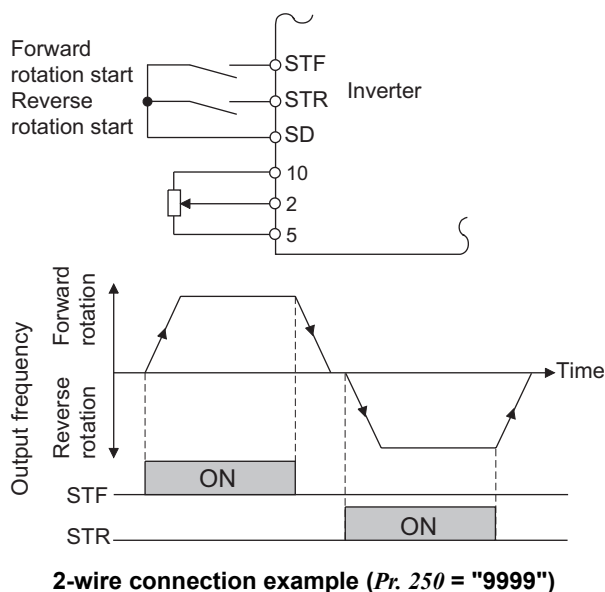 Forward
rotation start
Reverse
rotation start
STF
STR
SD
Inverter
10
2
5
Output frequency
Forward
rotation
Reverse
rotation
Time
ON
STF
ON
STR
2-wire connection example (Pr. 250 = "9999")